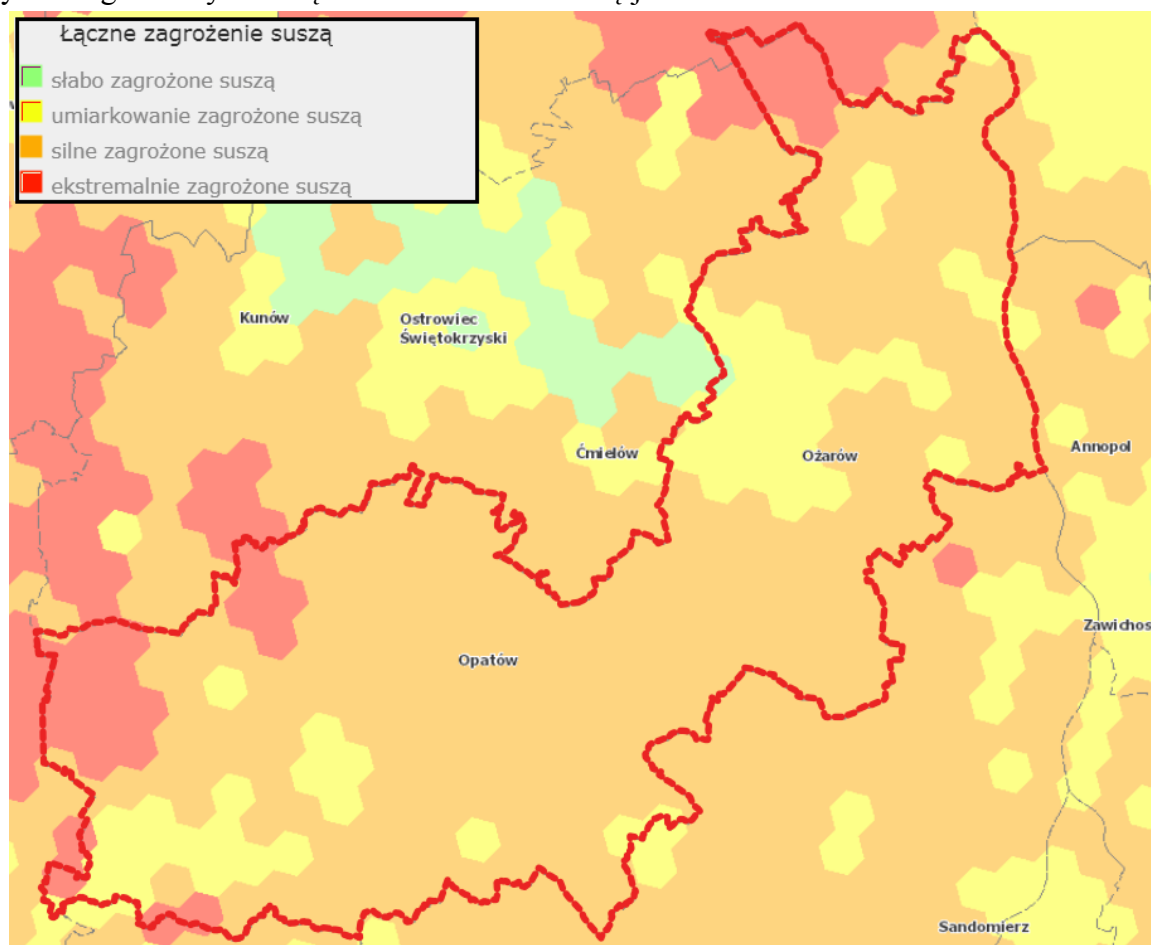 Łączne zagrożenie suszą
słabo zagrożone suszą
umiarkowanie zagrożone suszą
silne zagrożone suszą
ekstremalnie zagrożone suszą
Kunów
Ostrowiec
Świętokrzyski
Ćmielów
Ożarów
Annopol
Zawichos
Opatów
Sandomierz